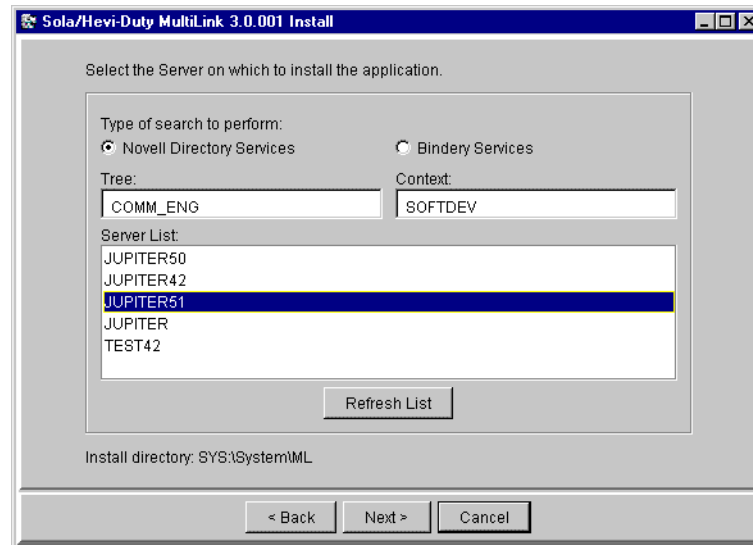 Sola/Hevi-Duty MultiLink 3.0.001 Install
Select the Server on which to install the application.
Type of search to perform:
Novell Directory Services Bindery Services
Tree: Context:
COMM_ENG SOFTDEV
Server List:
JUPITER50
JUPITER42
JUPITER51
JUPITER
TEST42
Refresh List
Install directory: SYS:\System\ML
< Back Next > Cancel